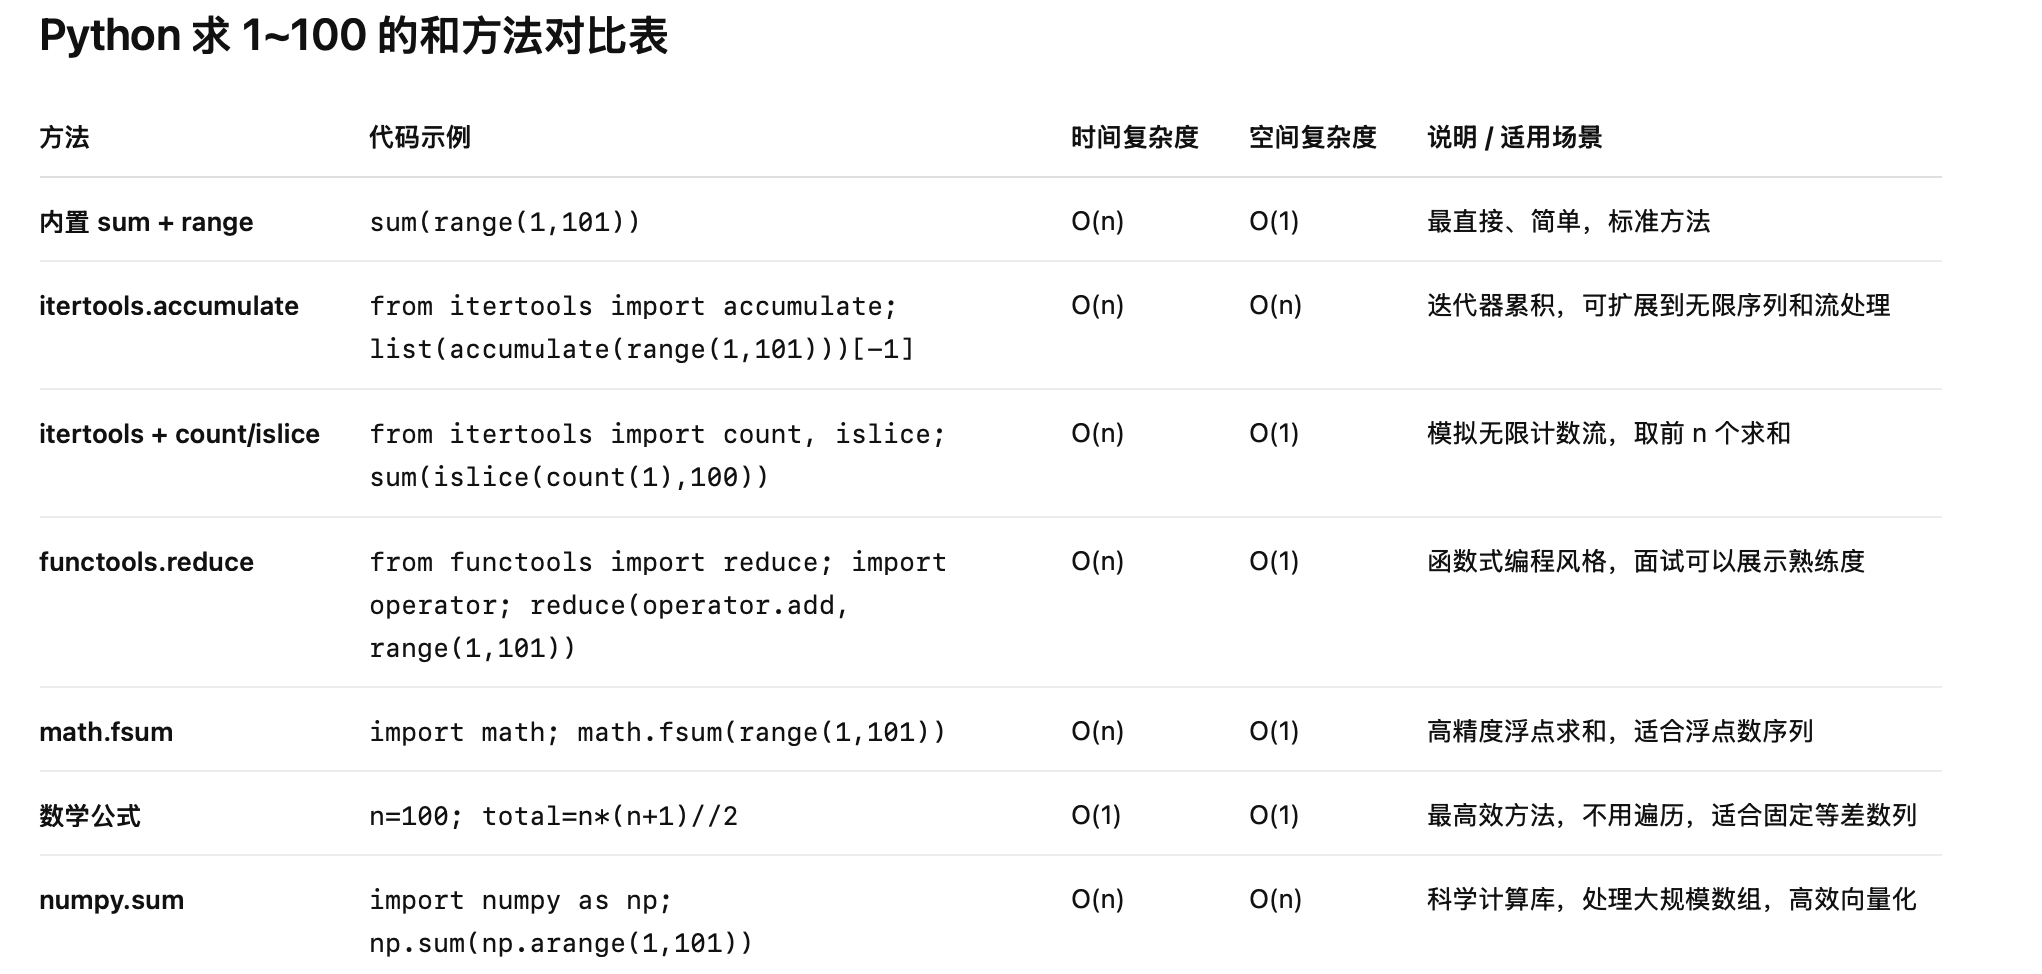 Python 求 1~100 的和方法对比表
方法 代码示例 时间复杂度 空间复杂度 说明 / 适用场景
内置 sum + range sum(range(1,101)) O(n) O(1) 最直接、简单，标准方法
itertools.accumulate from itertools import accumulate; O(n) O(n) 迭代器累积，可扩展到无限序列和流处理
list(accumulate(range(1,101)))[-1]
itertools + count/islice from itertools import count, islice; O(n) O(1) 模拟无限计数流，取前 n 个求和
sum(islice(count(1),100))
functools.reduce from functools import reduce; import O(n) O(1) 函数式编程风格，面试可以展示熟练度
operator; reduce(operator.add,
range(1,101))
math.fsum import math; math.fsum(range(1,101)) O(n) O(1) 高精度浮点求和，适合浮点数序列
数学公式 n=100; total=n*(n+1)//2 O(1) O(1) 最高效方法，不用遍历，适合固定等差数列
numpy.sum import numpy as np; O(n) O(n) 科学计算库，处理大规模数组，高效向量化
np.sum(np.arange(1,101))